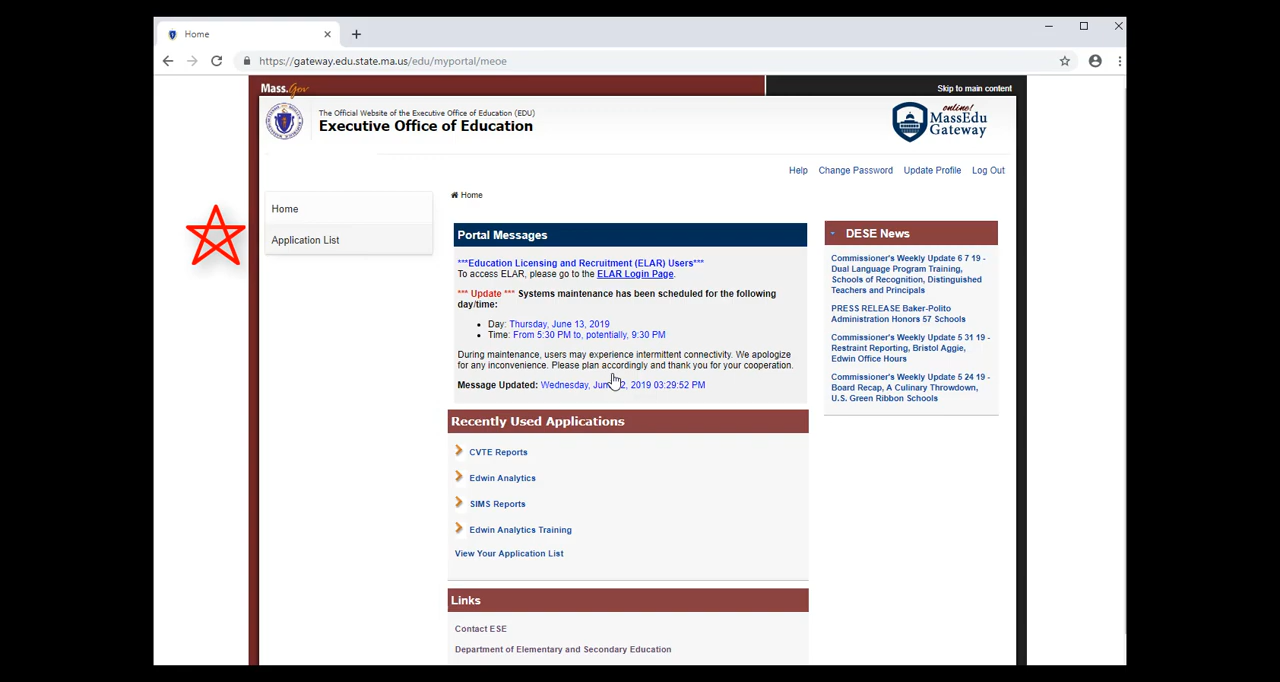 Home
https://gateway.edu.state.ma.us/edu/myportal/meoe
Mass.Gov
Skip to main content
The Official Website of the Executive Office of Education (EDU)
Executive Office of Education
online!
MassEdu
Gateway
Help Change Password Update Profile Log Out
Home
Application List
Home
Portal Messages
***Education Licensing and Recruitment (ELAR) Users***
To access ELAR, please go to the ELAR Login Page.
*** Update *** Systems maintenance has been scheduled for the following
day/time:
• Day: Thursday, June 13, 2019
• Time: From 5:30 PM to, potentially, 9:30 PM
During maintenance, users may experience intermittent connectivity. We apologize
for any inconvenience. Please plan accordingly and thank you for your cooperation.
Message Updated: Wednesday, 2019 03:29:52 PM
Recently Used Applications
CVTE Reports
Edwin Analytics
SIMS Reports
Edwin Analytics Training
View Your Application List
Links
Contact ESE
Department of Elementary and Secondary Education
DESE News
Commissioner's Weekly Update 6 7 19 -
Dual Language Program Training,
Schools of Recognition, Distinguished
Teachers and Principals
PRESS RELEASE Baker-Polito
Administration Honors 57 Schools
Commissioner's Weekly Update 5 31 19 -
Restraint Reporting, Bristol Aggie,
Edwin Office Hours
Commissioner's Weekly Update 5 24 19 -
Board Recap, A Culinary Throwdown,
U.S. Green Ribbon Schools